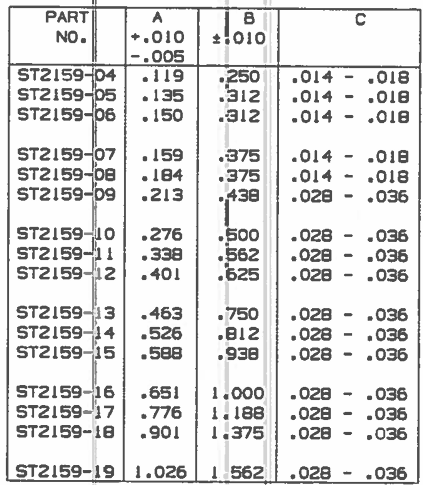 PART A B C
NO. +.010 ±.010
-.005
ST2159-04 .119 .250 .014 - .018
ST2159-05 .135 .312 .014 - .018
ST2159-06 .150 .312 .014 - .018
ST2159-07 .159 .375 .014 - .018
ST2159-08 .184 .375 .014 - .018
ST2159-09 .213 .438 .028 - .036
ST2159-10 .276 .500 .028 - .036
ST2159-11 .338 .562 .028 - .036
ST2159-12 .401 .625 .028 - .036
ST2159-13 .463 .750 .028 - .036
ST2159-14 .526 .812 .028 - .036
ST2159-15 .588 .938 .028 - .036
ST2159-16 .651 1.000 .028 - .036
ST2159-17 .776 1.188 .028 - .036
ST2159-18 .901 1.375 .028 - .036
ST2159-19 1.026 1.562 .028 - .036